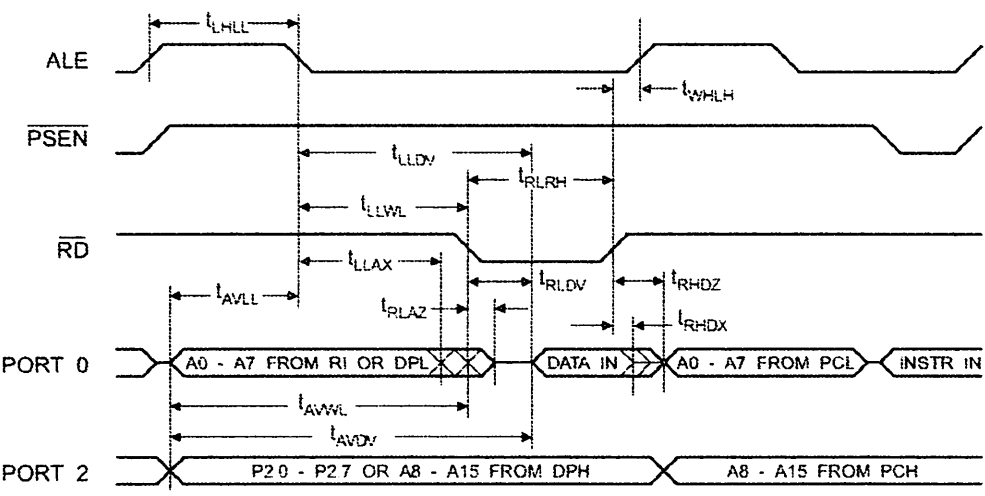 tLHLL
ALE
tWHLH
PSEN
tLLDV
tRLRH
tLLWL
RD
tLLAX
tRLDV
tRHDZ
tAVLL
tRLAZ
tRHDX
PORT 0
A0 - A7 FROM RI OR DPL
DATA IN
A0 - A7 FROM PCL
INSTR IN
tAVWL
tAVDV
PORT 2
P2 0 - P2 7 OR A8 - A15 FROM DPH
A8 - A15 FROM PCH